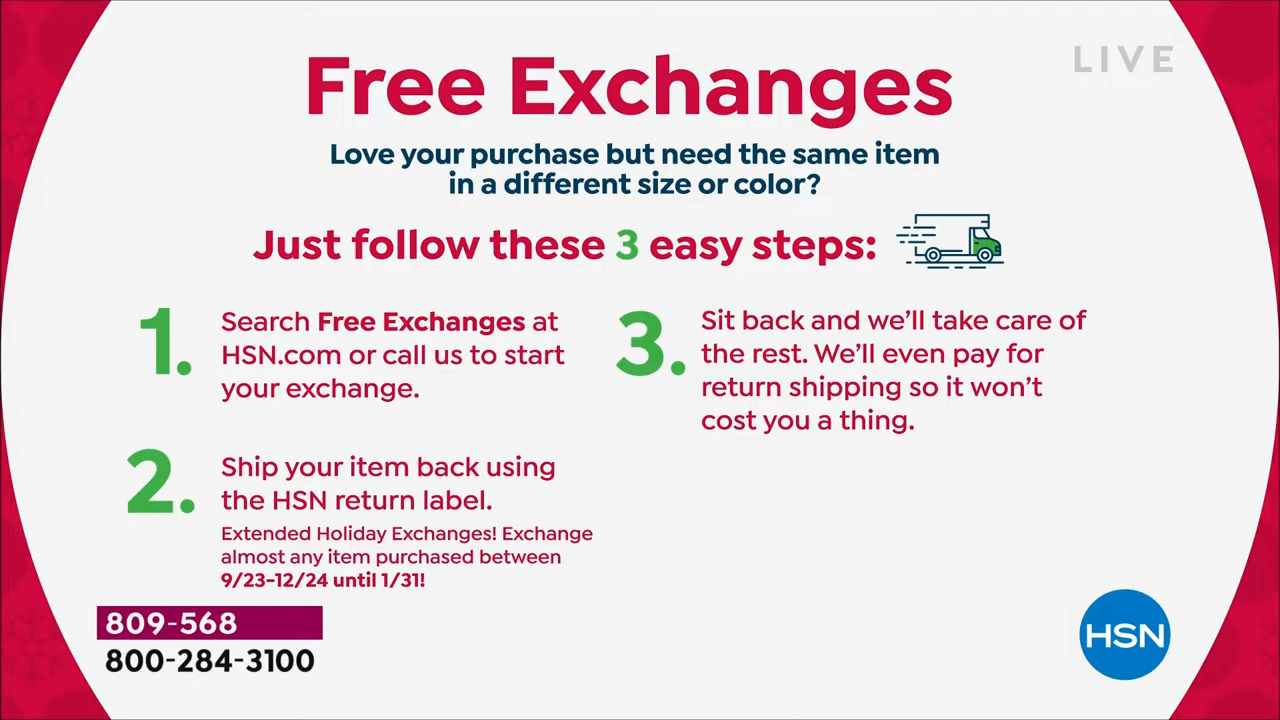 LIVE
Free Exchanges
Love your purchase but need the same item
in a different size or color?
Just follow these 3 easy steps:
1.
Search Free Exchanges at
HSN.com or call us to start
your exchange.
2.
Ship your item back using
the HSN return label.
Extended Holiday Exchanges! Exchange
almost any item purchased between
9/23-12/24 until 1/31!
3.
Sit back and we’ll take care of
the rest. We’ll even pay for
return shipping so it won’t
cost you a thing.
809-568
800-284-3100
HSN